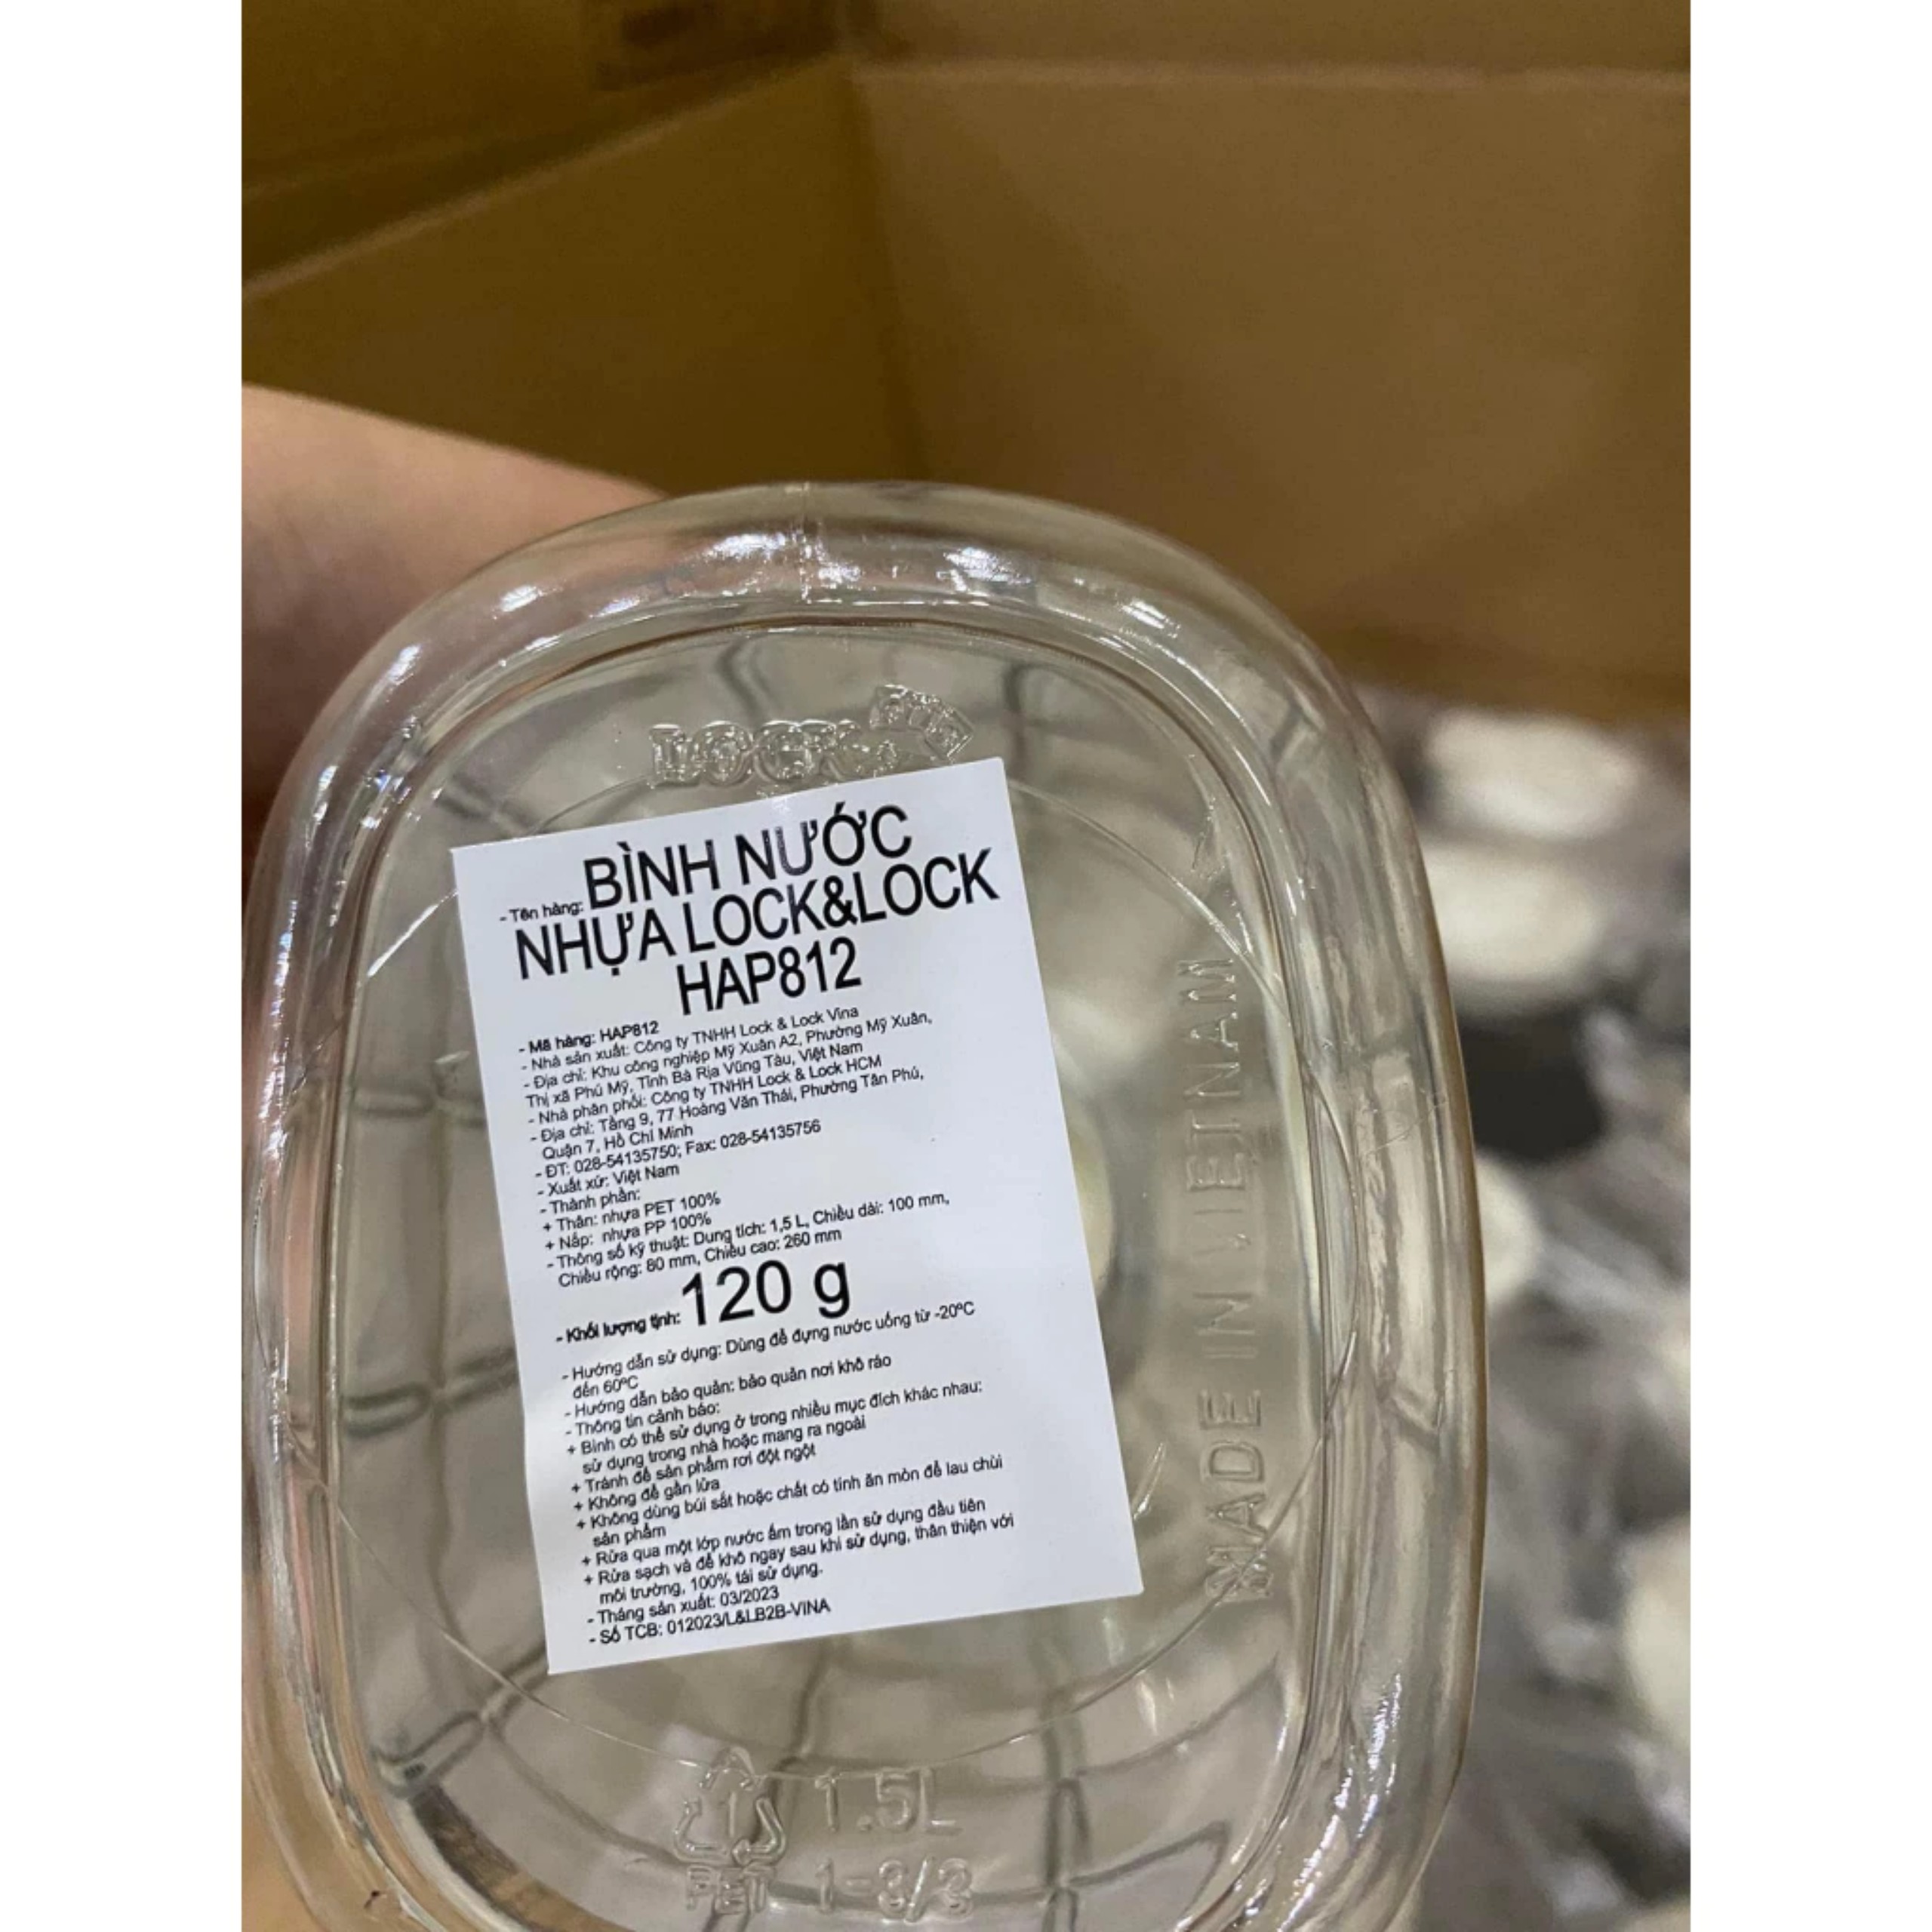 LOCK&LOCK
- Tên hàng: BÌNH NƯỚC
NHỰA LOCK&LOCK
HAP812
- Mã hàng: HAP812
- Nhà sản xuất: Công ty TNHH Lock & Lock Vina
- Địa chỉ: Khu công nghiệp Mỹ Xuân A2, Phường Mỹ Xuân,
Thị xã Phú Mỹ, Tỉnh Bà Rịa Vũng Tàu, Việt Nam
- Nhà phân phối: Công ty TNHH Lock & Lock HCM
- Địa chỉ: Tầng 9, 77 Hoàng Văn Thái, Phường Tân Phú,
Quận 7, Hồ Chí Minh
- ĐT: 028-54135750; Fax: 028-54135756
- Xuất xứ: Việt Nam
- Thành phần:
+ Thân: nhựa PET 100%
+ Nắp: nhựa PP 100%
- Thông số kỹ thuật: Dung tích: 1,5 L, Chiều dài: 100 mm,
Chiều rộng: 80 mm, Chiều cao: 260 mm
- Khối lượng tịnh: 120 g
- Hướng dẫn sử dụng: Dùng để đựng nước uống từ -20ºC
đến 60ºC
- Hướng dẫn bảo quản: bảo quản nơi khô ráo
- Thông tin cảnh báo:
+ Bình có thể sử dụng ở trong nhiều mục đích khác nhau:
sử dụng trong nhà hoặc mang ra ngoài
+ Tránh để sản phẩm rơi đột ngột
+ Không để gần lửa
+ Không dùng búi sắt hoặc chất có tính ăn mòn để lau chùi
sản phẩm
+ Rửa qua một lớp nước ấm trong lần sử dụng đầu tiên
+ Rửa sạch và để khô ngay sau khi sử dụng, thân thiện với
môi trường, 100% tái sử dụng.
- Tháng sản xuất: 03/2023
- Số TCB: 012023/L&LB2B-VINA
MADE IN VIETNAM
1 1.5L
PET 1-3/3